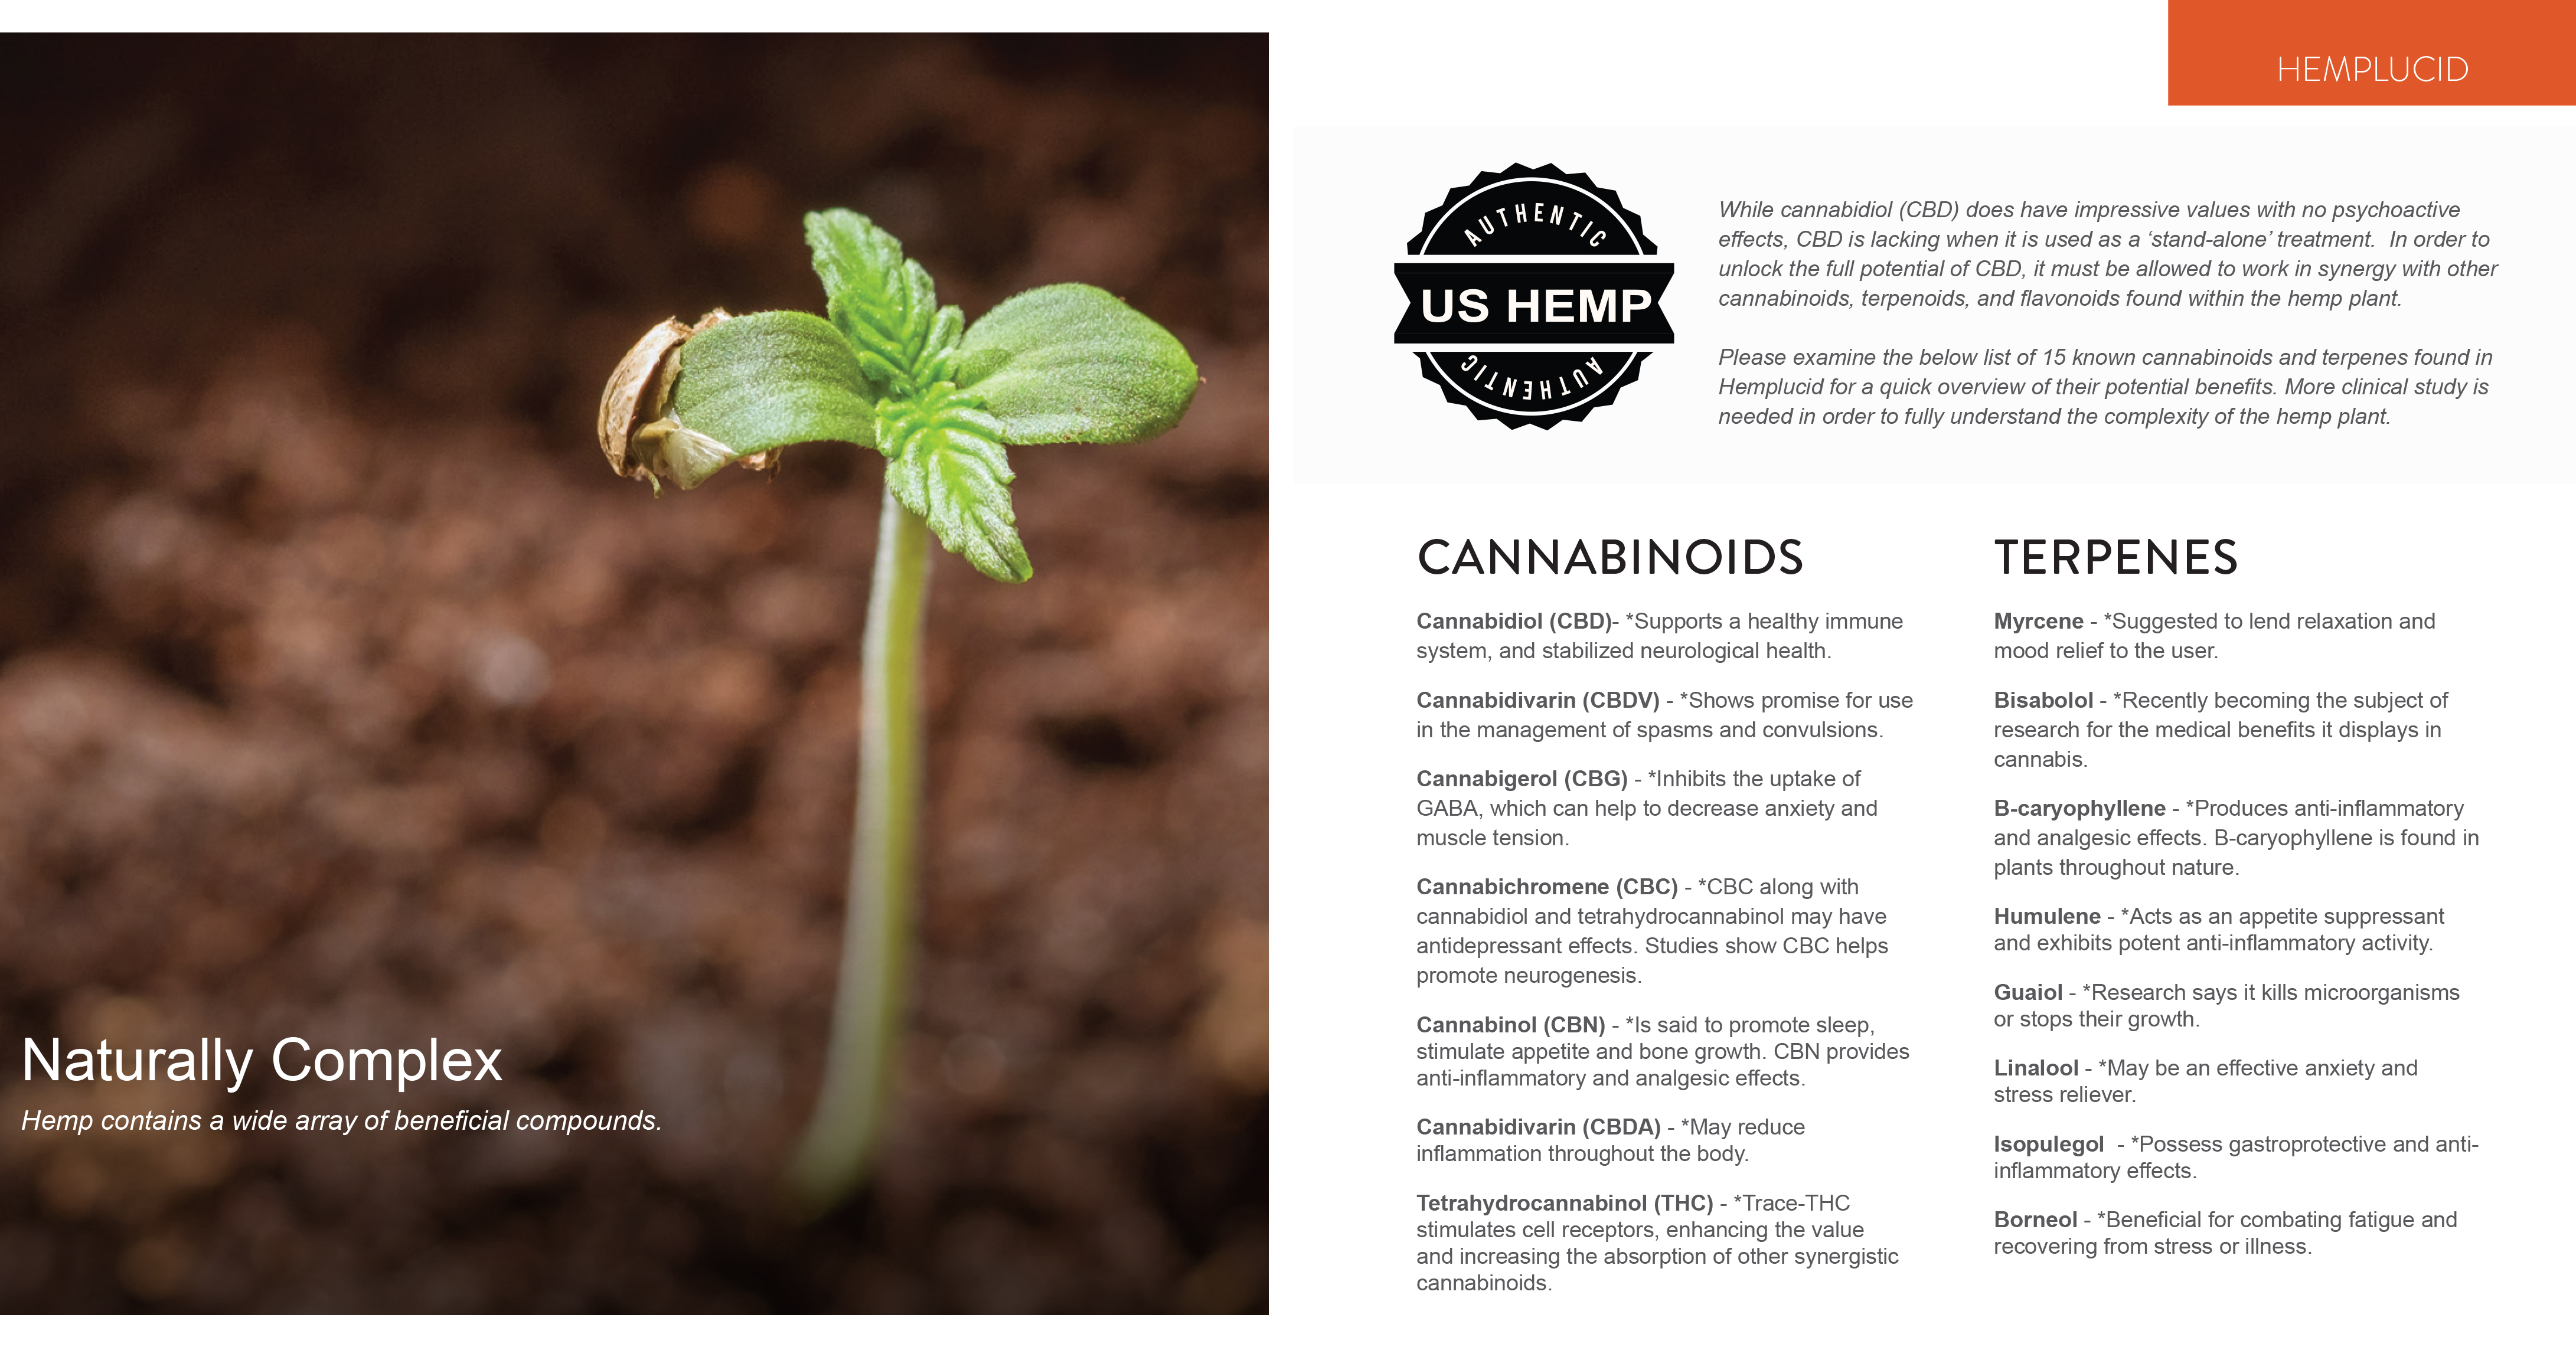 HEMPLUCID
AUTHENTIC
US HEMP
AUTHENTIC
While cannabidiol (CBD) does have impressive values with no psychoactive
effects, CBD is lacking when it is used as a ‘stand-alone’ treatment.  In order to
unlock the full potential of CBD, it must be allowed to work in synergy with other
cannabinoids, terpenoids, and flavonoids found within the hemp plant.
Please examine the below list of 15 known cannabinoids and terpenes found in
Hemplucid for a quick overview of their potential benefits. More clinical study is
needed in order to fully understand the complexity of the hemp plant.
Naturally Complex
Hemp contains a wide array of beneficial compounds.
CANNABINOIDS
Cannabidiol (CBD)- *Supports a healthy immune
system, and stabilized neurological health.
Cannabidivarin (CBDV) - *Shows promise for use
in the management of spasms and convulsions.
Cannabigerol (CBG) - *Inhibits the uptake of
GABA, which can help to decrease anxiety and
muscle tension.
Cannabichromene (CBC) - *CBC along with
cannabidiol and tetrahydrocannabinol may have
antidepressant effects. Studies show CBC helps
promote neurogenesis.
Cannabinol (CBN) - *Is said to promote sleep,
stimulate appetite and bone growth. CBN provides
anti-inflammatory and analgesic effects.
Cannabidivarin (CBDA) - *May reduce
inflammation throughout the body.
Tetrahydrocannabinol (THC) - *Trace-THC
stimulates cell receptors, enhancing the value
and increasing the absorption of other synergistic
cannabinoids.
TERPENES
Myrcene - *Suggested to lend relaxation and
mood relief to the user.
Bisabolol - *Recently becoming the subject of
research for the medical benefits it displays in
cannabis.
B-caryophyllene - *Produces anti-inflammatory
and analgesic effects. B-caryophyllene is found in
plants throughout nature.
Humulene - *Acts as an appetite suppressant
and exhibits potent anti-inflammatory activity.
Guaiol - *Research says it kills microorganisms
or stops their growth.
Linalool - *May be an effective anxiety and
stress reliever.
Isopulegol  - *Possess gastroprotective and anti-
inflammatory effects.
Borneol - *Beneficial for combating fatigue and
recovering from stress or illness.